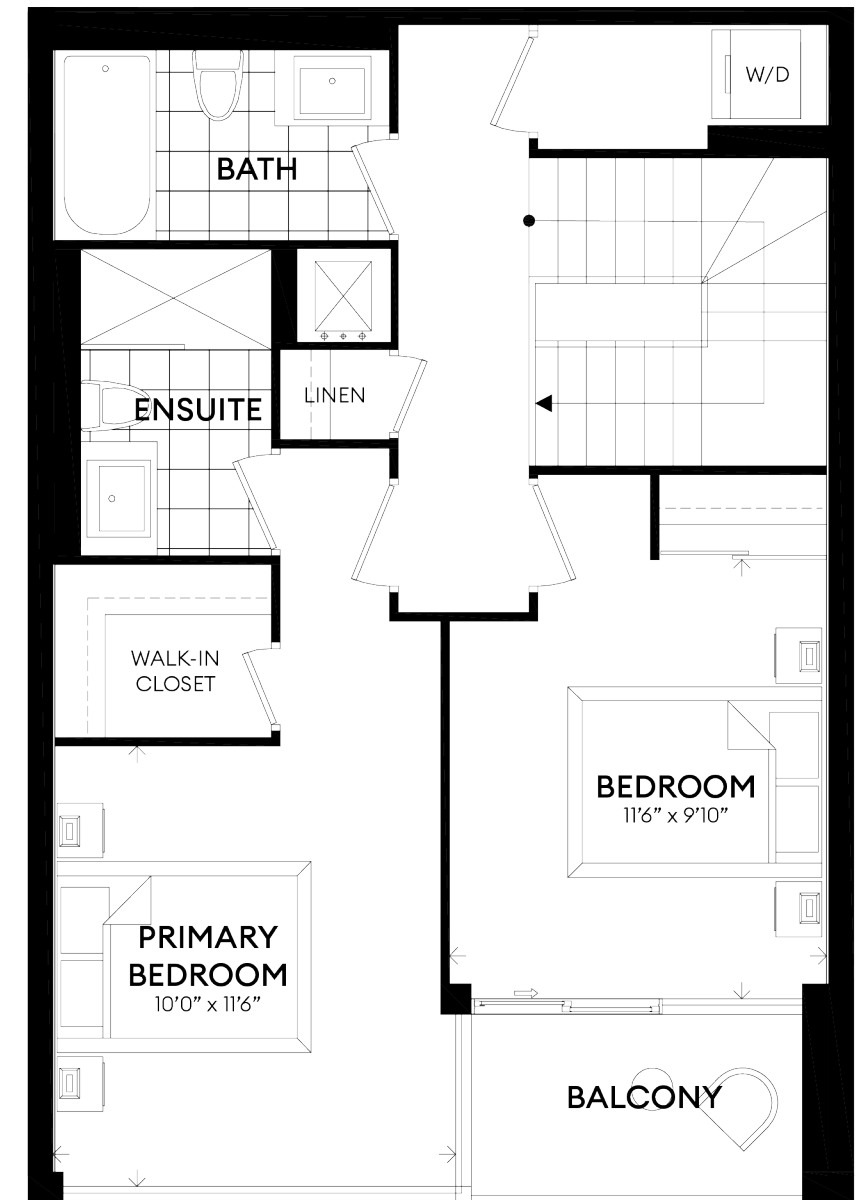 W/D
BATH
LINEN
ENSUITE
WALK-IN
CLOSET
BEDROOM
11'6” x 9'10”
PRIMARY
BEDROOM
10'0” x 11'6”
BALCONY